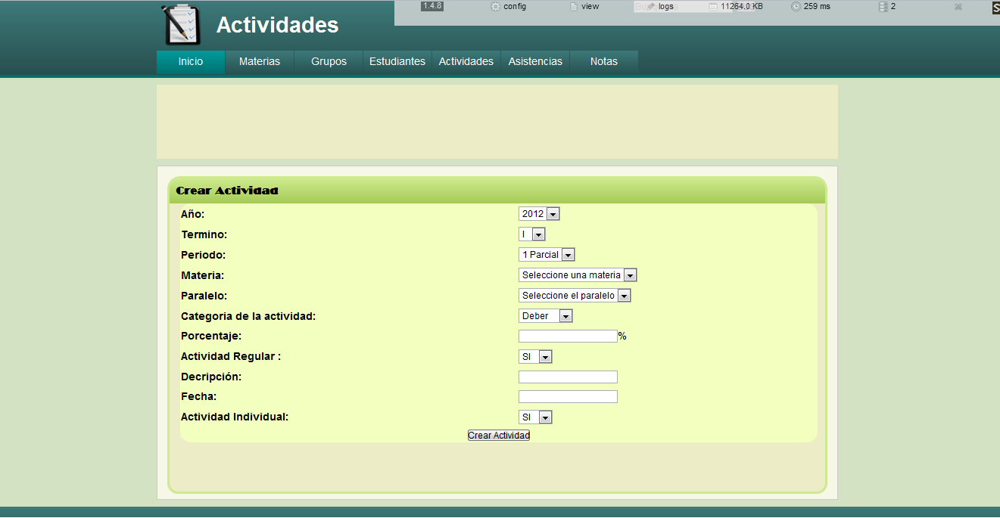 1.4.8 config view logs 11264.0 KB 259 ms 2
Actividades
Inicio Materias Grupos Estudiantes Actividades Asistencias Notas
Crear Actividad
Año: 2012
Termino: I
Periodo: 1 Parcial
Materia: Seleccione una materia
Paralelo: Seleccione el paralelo
Categoria de la actividad: Deber
Porcentaje: %
Actividad Regular : SI
Decripción:
Fecha:
Actividad Individual: SI
Crear Actividad